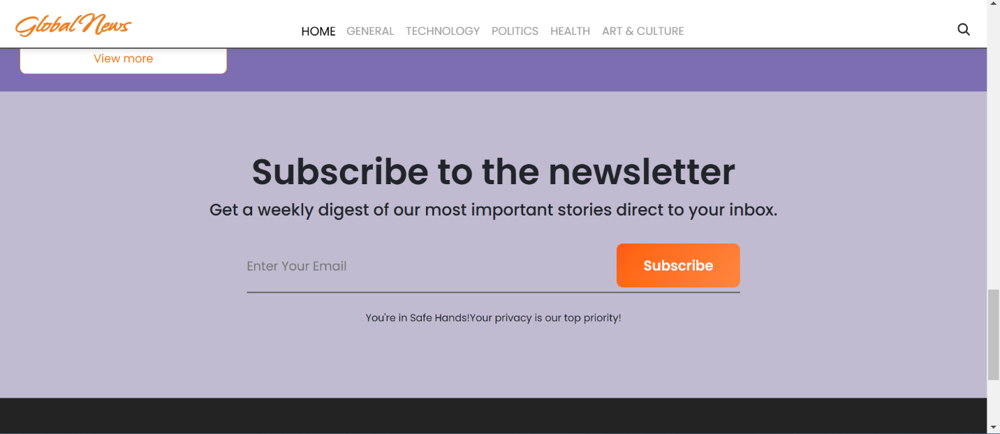 Global News
HOME GENERAL TECHNOLOGY POLITICS HEALTH ART & CULTURE
View more
Subscribe to the newsletter
Get a weekly digest of our most important stories direct to your inbox.
Enter Your Email
Subscribe
You're in Safe Hands!Your privacy is our top priority!